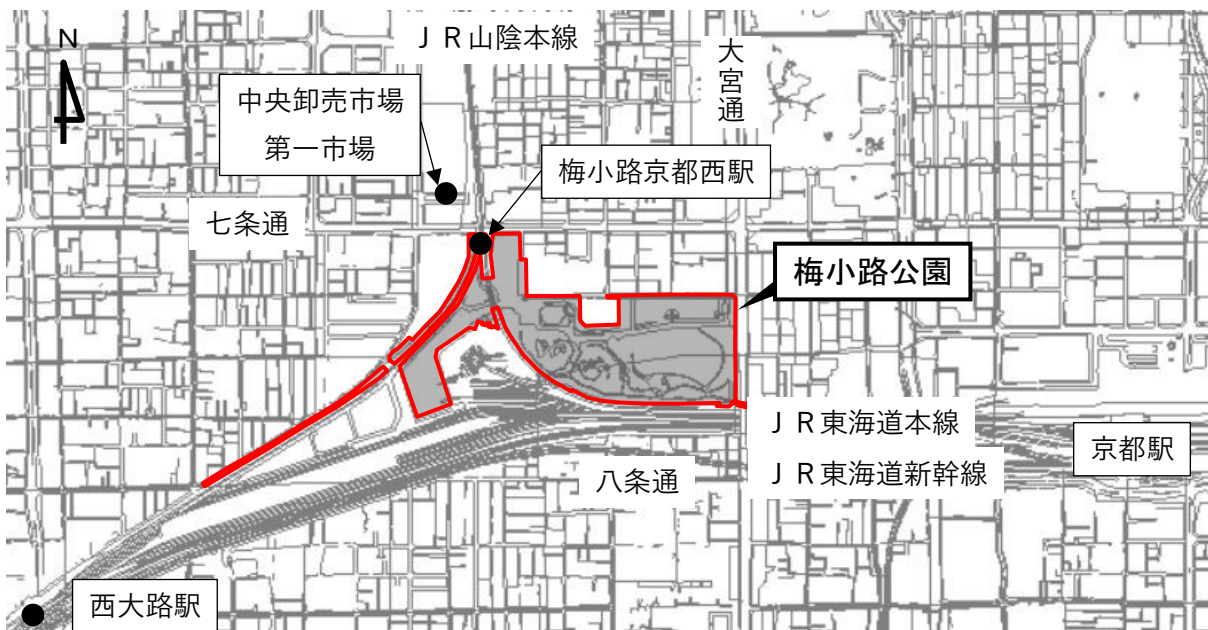 N
ＪＲ山陰本線
大宮通
中央卸売市場
第一市場
梅小路京都西駅
七条通
梅小路公園
ＪＲ東海道本線
京都駅
八条通
ＪＲ東海道新幹線
西大路駅